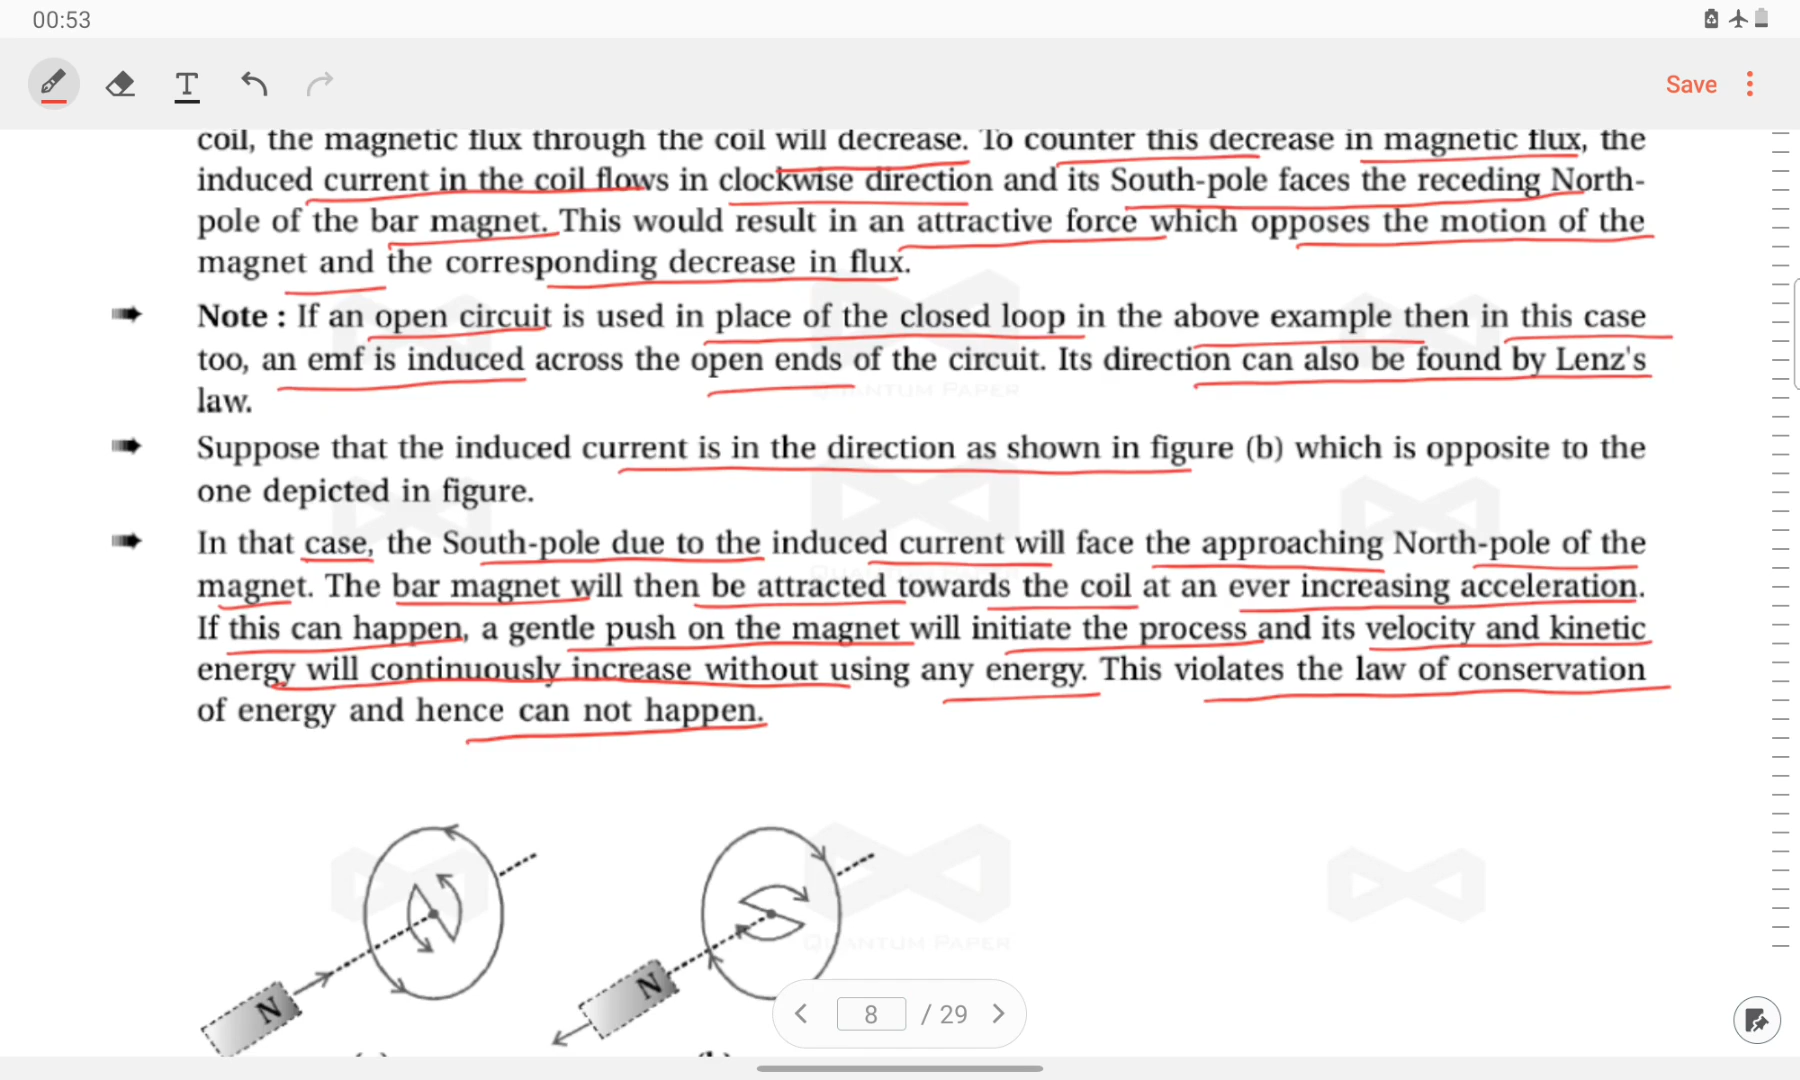 00:53
T
Save
coil, the magnetic flux through the coil will decrease. To counter this decrease in magnetic flux, the
induced current in the coil flows in clockwise direction and its South-pole faces the receding North-
pole of the bar magnet. This would result in an attractive force which opposes the motion of the
magnet and the corresponding decrease in flux.
Note : If an open circuit is used in place of the closed loop in the above example then in this case
too, an emf is induced across the open ends of the circuit. Its direction can also be found by Lenz's
law.
QUANTUM PAPER
Suppose that the induced current is in the direction as shown in figure (b) which is opposite to the
one depicted in figure.
In that case, the South-pole due to the induced current will face the approaching North-pole of the
magnet. The bar magnet will then be attracted towards the coil at an ever increasing acceleration.
If this can happen, a gentle push on the magnet will initiate the process and its velocity and kinetic
energy will continuously increase without using any energy. This violates the law of conservation
of energy and hence can not happen.
QUANTUM PAPER
N
N
8 / 29